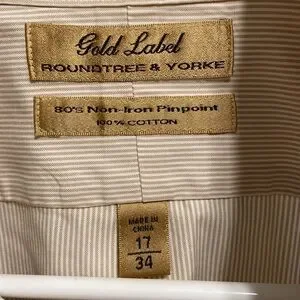 Gold Label
ROUNDTREE & YORKE
80's Non-Iron Pinpoint
100% COTTON
MADE IN
CHINA
17
34